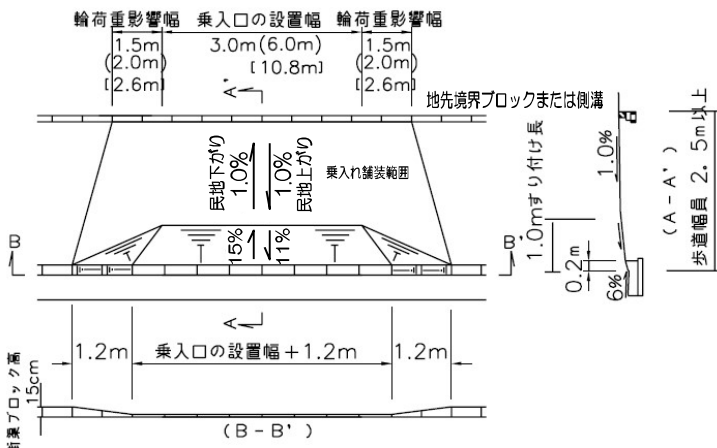 輪荷重影響幅 乗入口の設置幅 輪荷重影響幅
1.5m 3.0m(6.0m) 1.5m
(2.0m) [10.8m] (2.0m)
[2.6m] [2.6m]
A'
地先境界ブロックまたは側溝
民地下がり
1.0%
1.0%
民地上がり
乗入れ舗装範囲
15%
11%
B
B'
A
1.0mすり付け長
0.2m
1.0%
6%
(A-A')
歩道幅員 2.5m以上
1.2m 乗入口の設置幅+1.2m 1.2m
街渠ブロック高
15cm
(B-B')